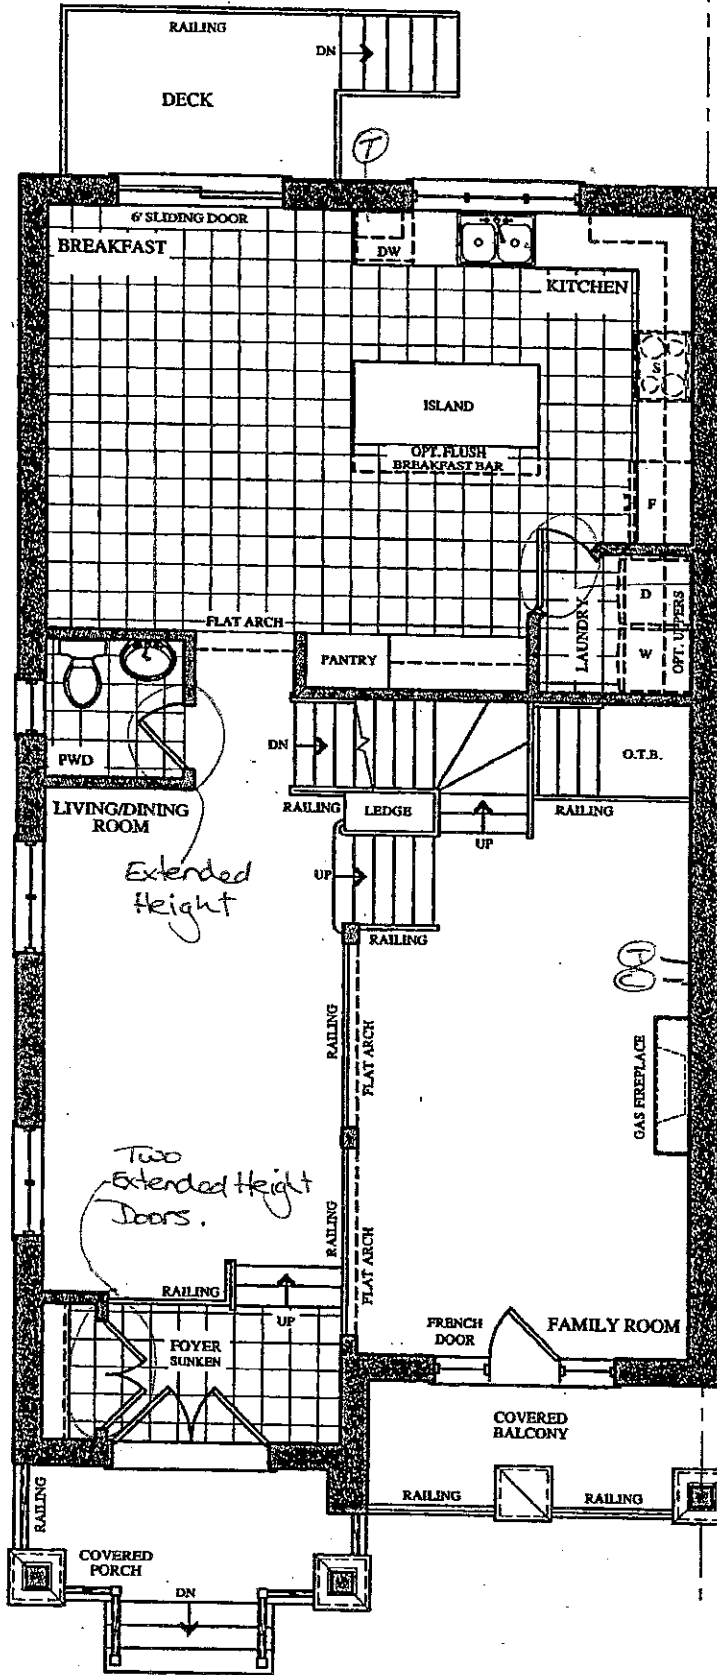 RAILING
DN
DECK
T
6' SLIDING DOOR
BREAKFAST
DW
KITCHEN
S
ISLAND
OPT. FLUSH
BREAKFAST BAR
F
FLAT ARCH
LAUNDRY
D
W
OPT. UPPERS
PANTRY
PWD
DN
O.T.B.
LIVING/DINING
ROOM
RAILING
LEDGE
UP
RAILING
Extended
Height
UP
RAILING
T
C
RAILING
FLAT ARCH
GAS FIREPLACE
Two
Extended Height
Doors.
RAILING
FLAT ARCH
RAILING
UP
FOYER
SUNKEN
FRENCH
DOOR
FAMILY ROOM
COVERED
BALCONY
RAILING
RAILING
RAILING
COVERED
PORCH
DN